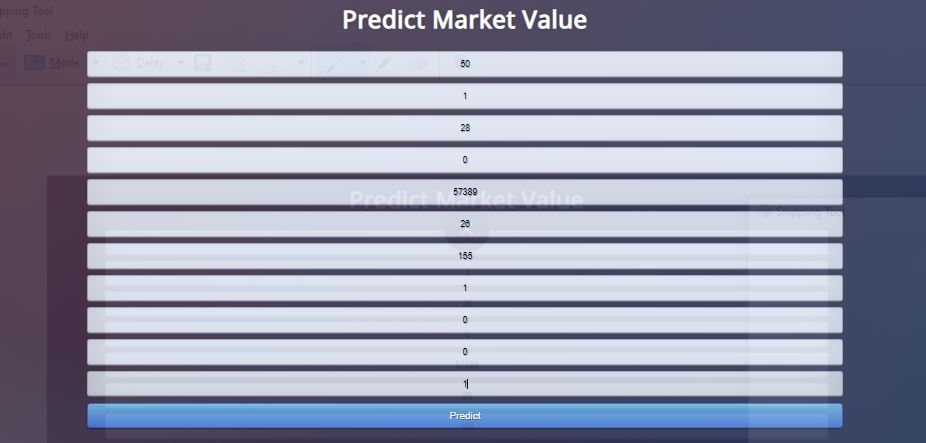 pping Tool
Predict Market Value
dit Tools Help
Mode Delay
50
1
28
0
57389
Predict Market Value
26
Snipping Too
155
1
0
0
1
Predict